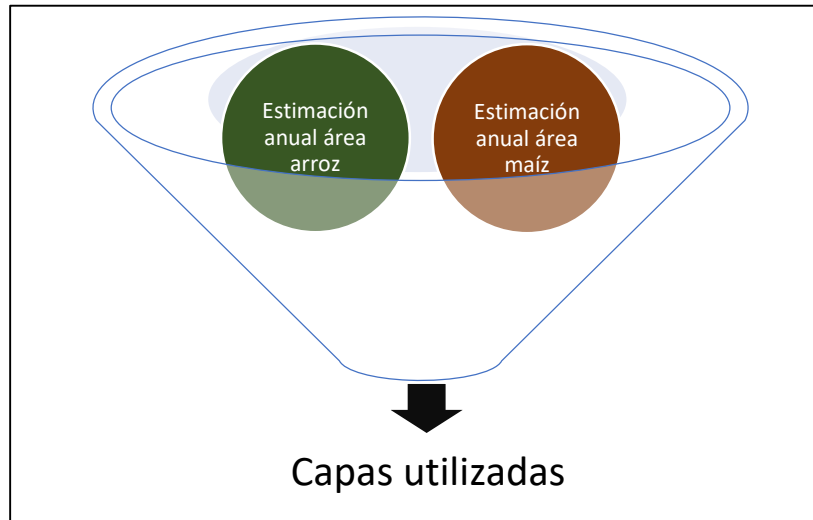 Estimación
anual área
arroz
Estimación
anual área
maíz
Capas utilizadas